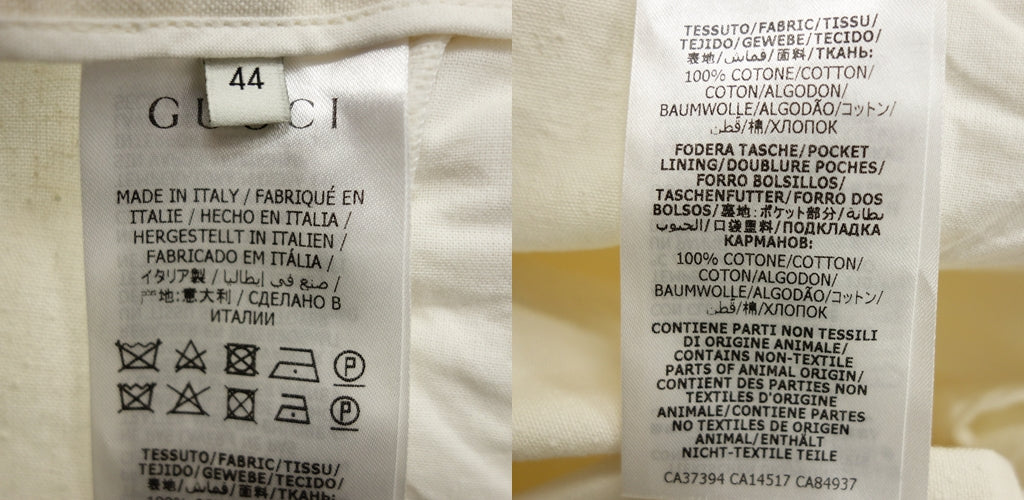 44
GUCCI
MADE IN ITALY / FABRIQUÉ EN
ITALIE / HECHO EN ITALIA /
HERGESTELLT IN ITALIEN /
FABRICADO EM ITÁLIA /
イタリア製 / صنع في إيطاليا /
地:意大利 / СДЕЛАНО В
ИТАЛИИ
P
P
TESSUTO/FABRIC/TISSU/
TEJIDO/GEWEBE/TECIDO/
表地/قماش/面料/ТКАНЬ:
TESSUTO/FABRIC/TISSU/
TEJIDO/GEWEBE/TECIDO/
表地/قماش/面料/ТКАНЬ:
100% COTONE/COTTON/
COTON/ALGODON/
BAUMWOLLE/ALGODÃO/コットン/
قطن/棉/ХЛОПОК
FODERA TASCHE/POCKET
LINING/DOUBLURE POCHES/
FORRO BOLSILLOS/
TASCHENFUTTER/FORRO DOS
BOLSOS/裏地:ポケット部分/بطانة
الجيوب/口袋里料/ПОДКЛАДКА
КАРМАНОВ:
100% COTONE/COTTON/
COTON/ALGODON/
BAUMWOLLE/ALGODÃO/コットン/
قطن/棉/ХЛОПОК
CONTIENE PARTI NON TESSILI
DI ORIGINE ANIMALE/
CONTAINS NON-TEXTILE
PARTS OF ANIMAL ORIGIN/
CONTIENT DES PARTIES NON
TEXTILES D'ORIGINE
ANIMALE/CONTIENE PARTES
NO TEXTILES DE ORIGEN
ANIMAL/ENTHÄLT
NICHT-TEXTILE TEILE
CA37394 CA14517 CA84937